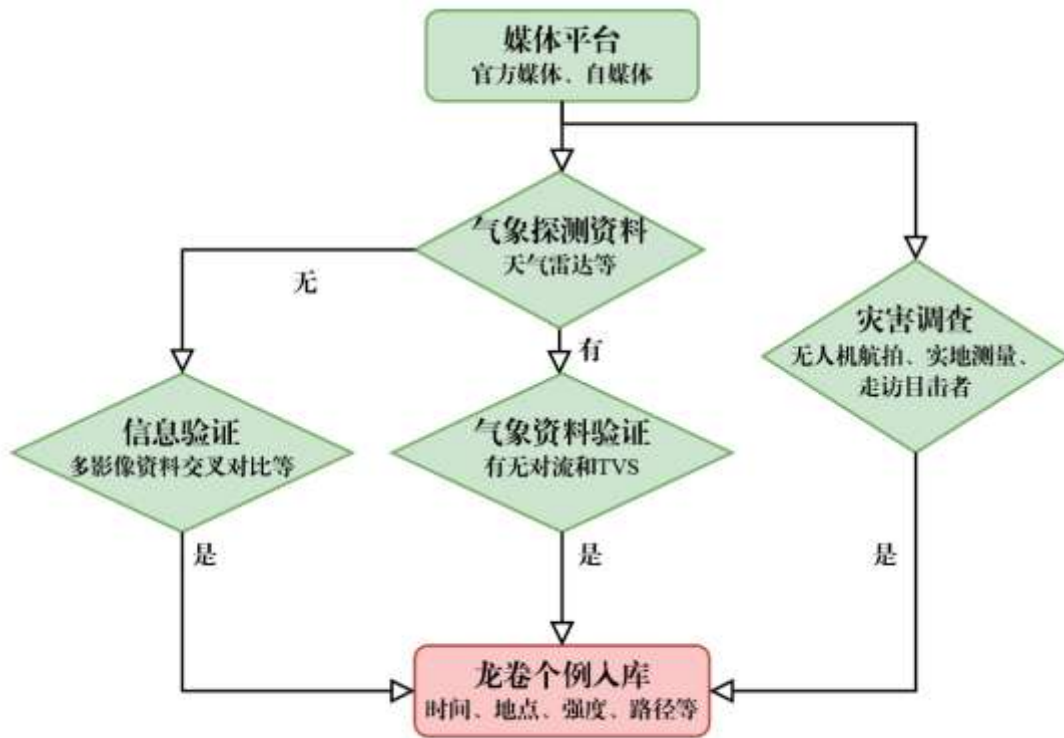 媒体平台
官方媒体、自媒体
气象探测资料
天气雷达等
无
有
灾害调查
无人机航拍、实地测量、
走访目击者
信息验证
多影像资料交叉对比等
气象资料验证
有无对流和TVS
是
是
是
龙卷个例入库
时间、地点、强度、路径等